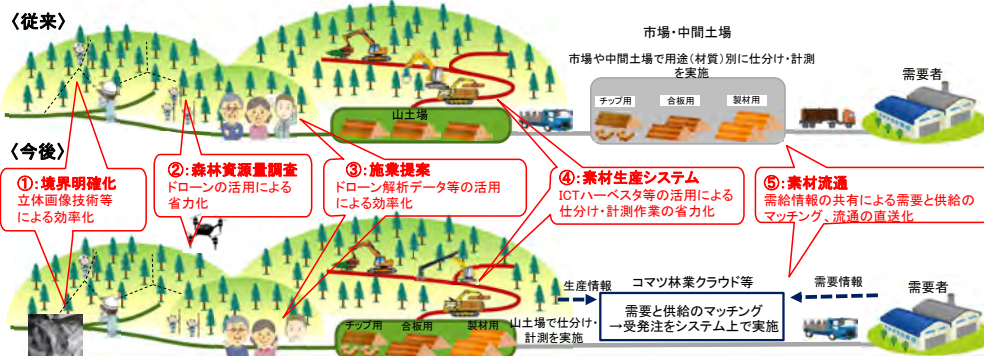 〈従来〉
市場・中間土場
市場や中間土場で用途(材質)別に仕分け・計測
を実施
チップ用
合板用
製材用
需要者
山土場
〈今後〉
①:境界明確化
立体画像技術等
による効率化
②:森林資源量調査
ドローンの活用による
省力化
③:施業提案
ドローン解析データ等の活用
による効率化
④:素材生産システム
ICTハーベスタ等の活用による
仕分け・計測作業の省力化
⑤:素材流通
需給情報の共有による需要と供給の
マッチング、流通の直送化
生産情報
コマツ林業クラウド等
需要情報
需要者
需要と供給のマッチング
→受発注をシステム上で実施
チップ用
合板用
製材用
山土場で仕分け・
計測を実施